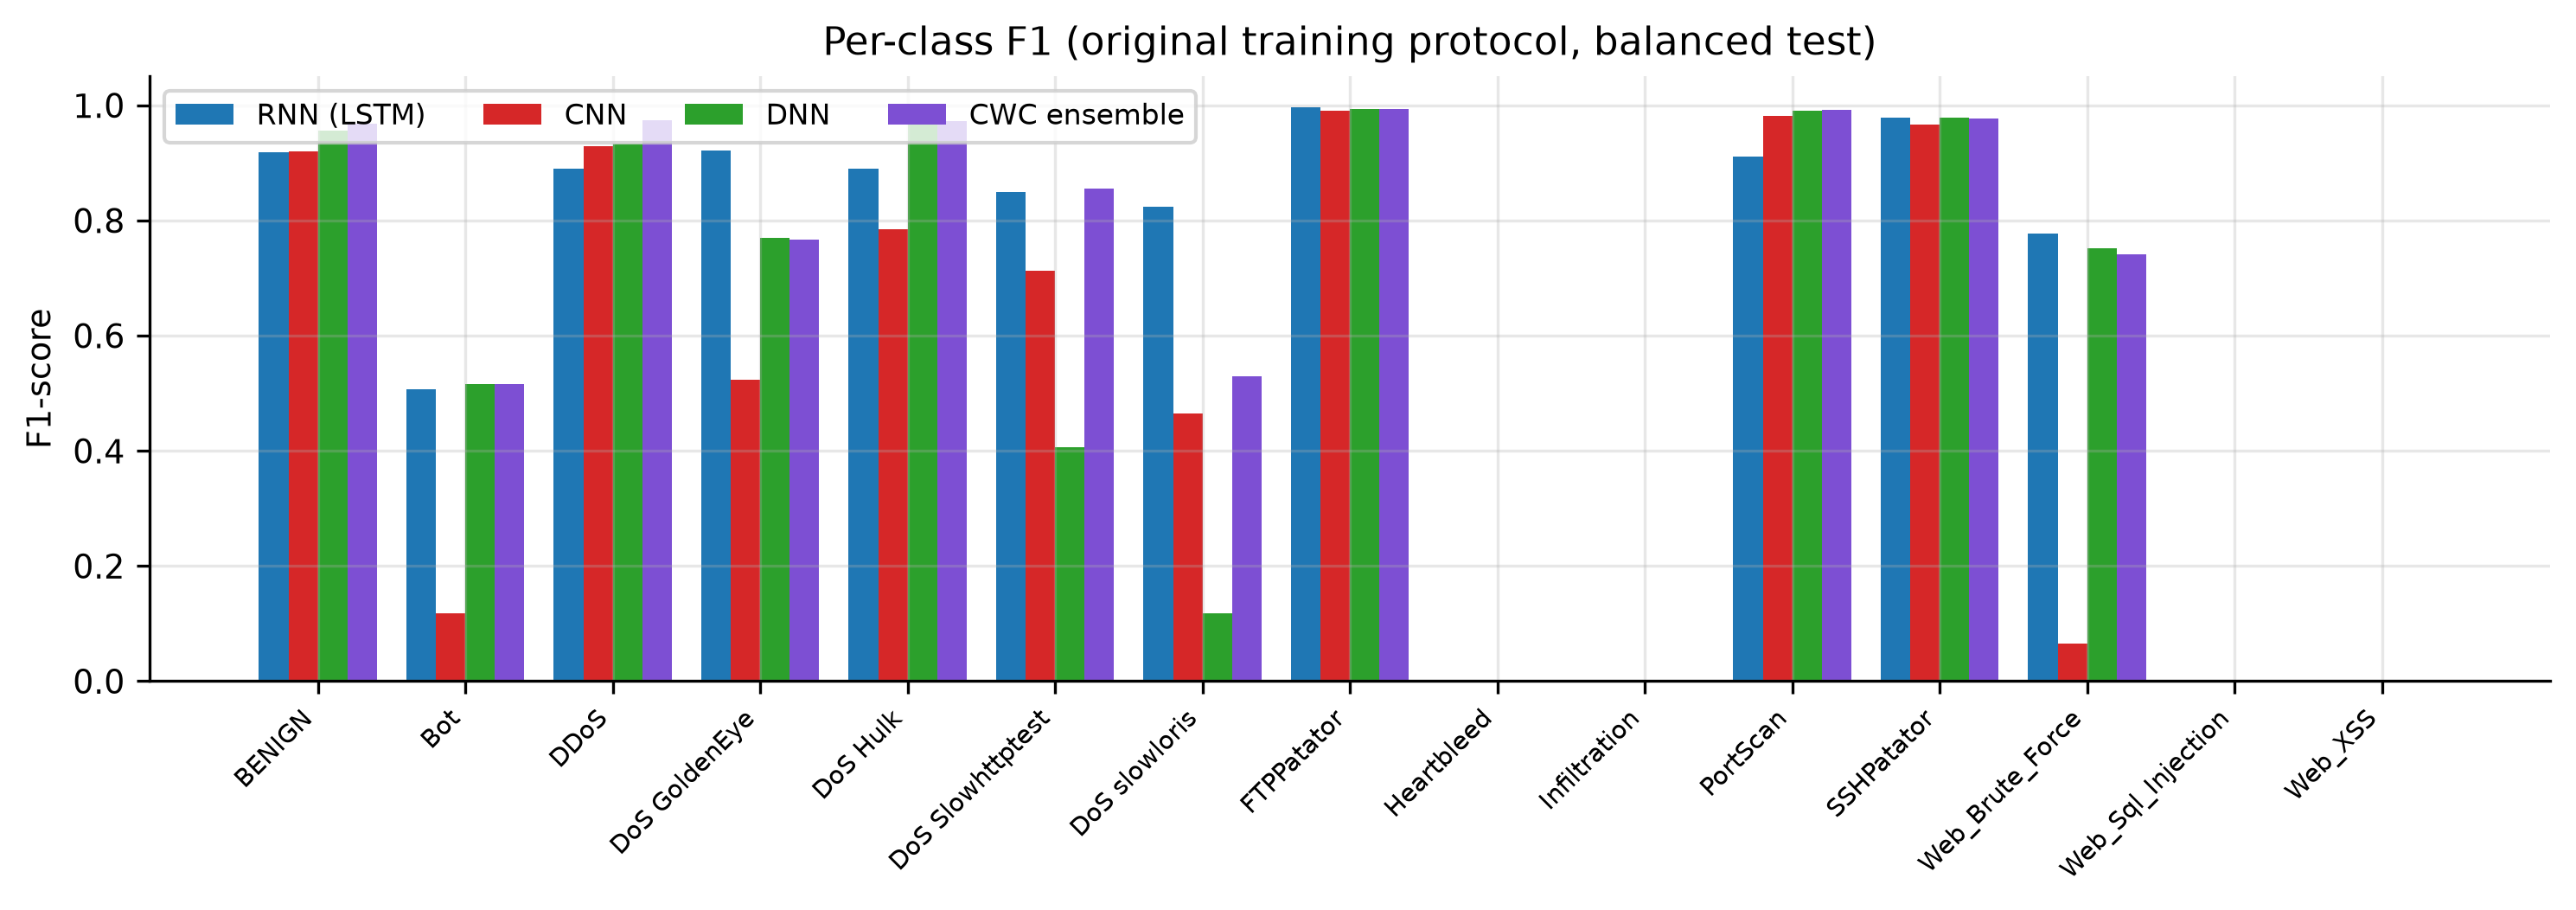 Per-class F1 (original training protocol, balanced test)
RNN (LSTM) CNN DNN CWC ensemble
F1-score
1.0
0.8
0.6
0.4
0.2
0.0
BENIGN
Bot
DDoS
DoS GoldenEye
DoS Hulk
DoS Slowhttptest
DoS slowloris
FTPPatator
Heartbleed
Infiltration
PortScan
SSHPatator
Web_Brute_Force
Web_Sql_Injection
Web_XSS